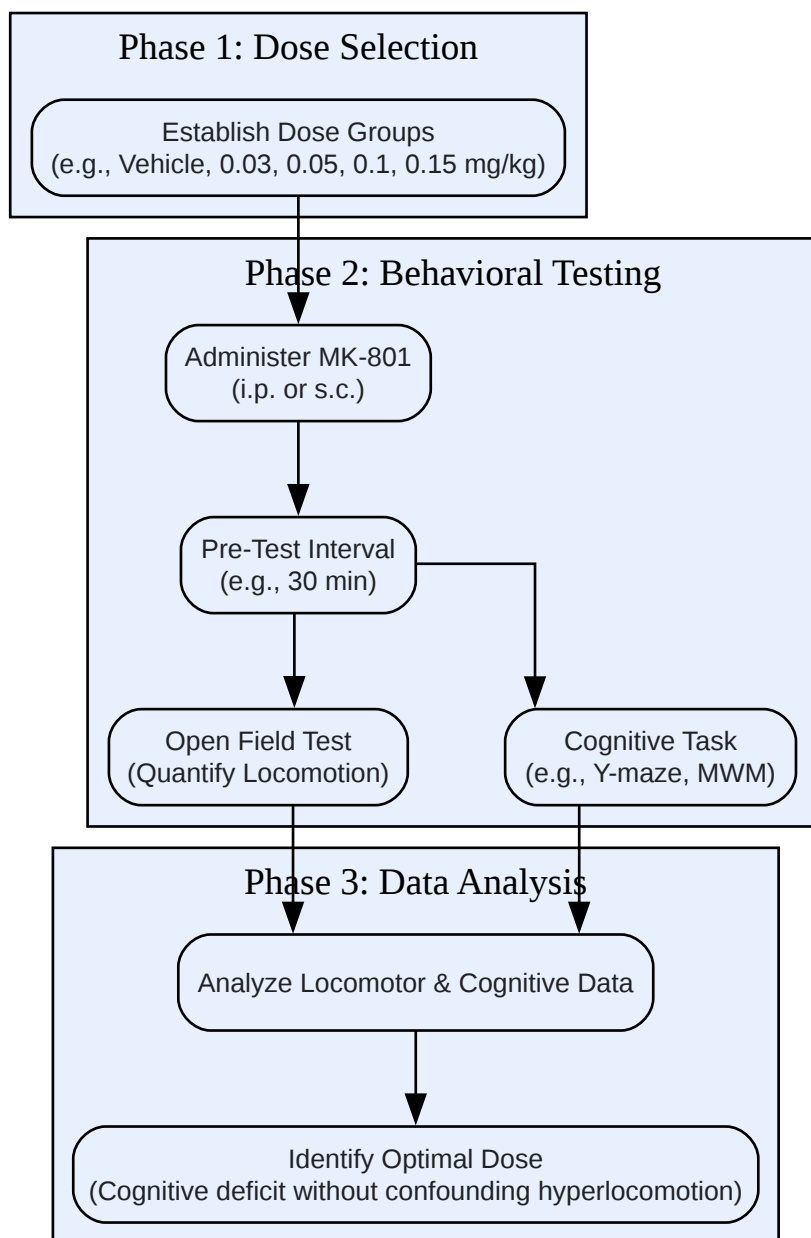 Phase 1: Dose Selection
Establish Dose Groups
(e.g., Vehicle, 0.03, 0.05, 0.1, 0.15 mg/kg)
Phase 2: Behavioral Testing
Administer MK-801
(i.p. or s.c.)
Pre-Test Interval
(e.g., 30 min)
Open Field Test
(Quantify Locomotion)
Cognitive Task
(e.g., Y-maze, MWM)
Phase 3: Data Analysis
Analyze Locomotor & Cognitive Data
Identify Optimal Dose
(Cognitive deficit without confounding hyperlocomotion)